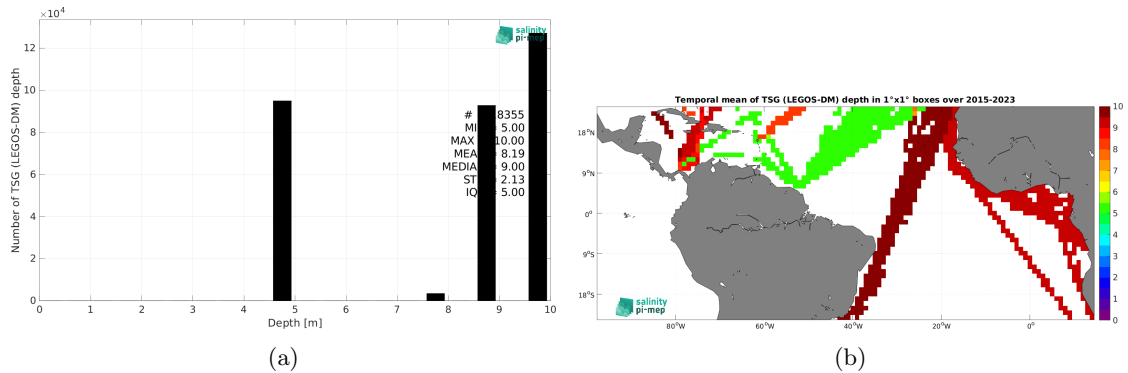 ×10⁴
12
10
8
6
4
2
0
Number of TSG (LEGOS-DM) depth
salinity
pi-mep
# 8355
MI 5.00
MAX 10.00
MEA 8.19
MEDIA 9.00
ST 2.13
IQ 5.00
0 1 2 3 4 5 6 7 8 9 10
Depth [m]
(a)
Temporal mean of TSG (LEGOS-DM) depth in 1°x1° boxes over 2015-2023
18°N
9°N
0°
9°S
18°S
salinity
pi-mep
80°W 60°W 40°W 20°W 0°
10
9
8
7
6
5
4
3
2
1
0
(b)